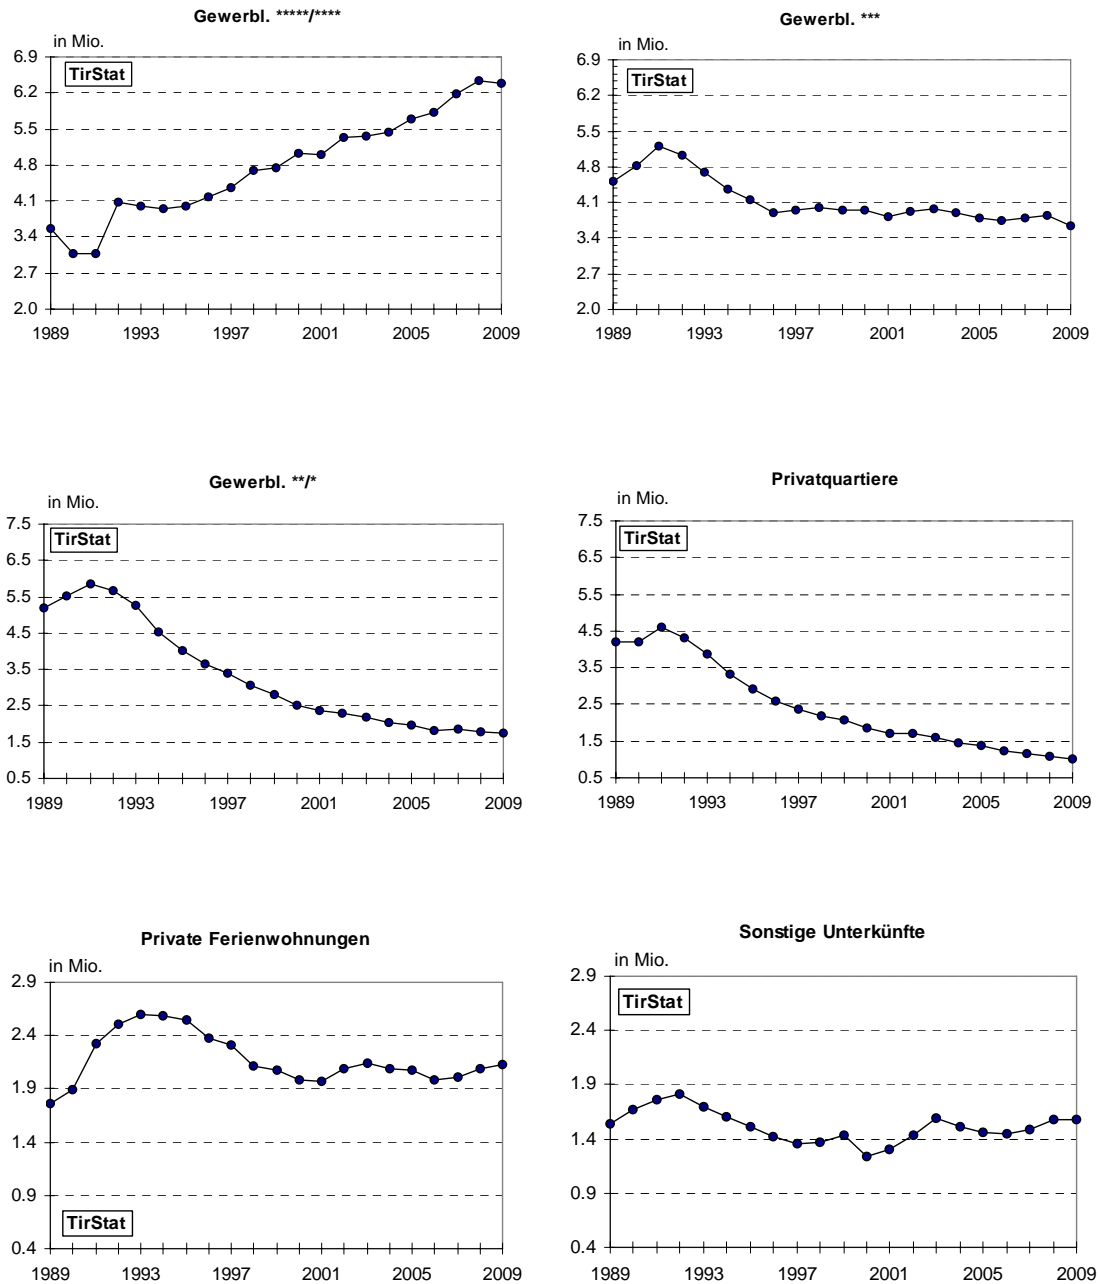 Gewerbl. *****/****
in Mio.
TirStat
6.9
6.2
5.5
4.8
4.1
3.4
2.7
2.0
1989 1993 1997 2001 2005 2009
Gewerbl. ***
in Mio.
TirStat
6.9
6.2
5.5
4.8
4.1
3.4
2.7
2.0
1989 1993 1997 2001 2005 2009
Gewerbl. **/*
in Mio.
TirStat
7.5
6.5
5.5
4.5
3.5
2.5
1.5
0.5
1989 1993 1997 2001 2005 2009
Privatquartiere
in Mio.
TirStat
7.5
6.5
5.5
4.5
3.5
2.5
1.5
0.5
1989 1993 1997 2001 2005 2009
Private Ferienwohnungen
in Mio.
2.9
2.4
1.9
1.4
0.9
0.4
TirStat
1989 1993 1997 2001 2005 2009
Sonstige Unterkünfte
in Mio.
TirStat
2.9
2.4
1.9
1.4
0.9
0.4
1989 1993 1997 2001 2005 2009